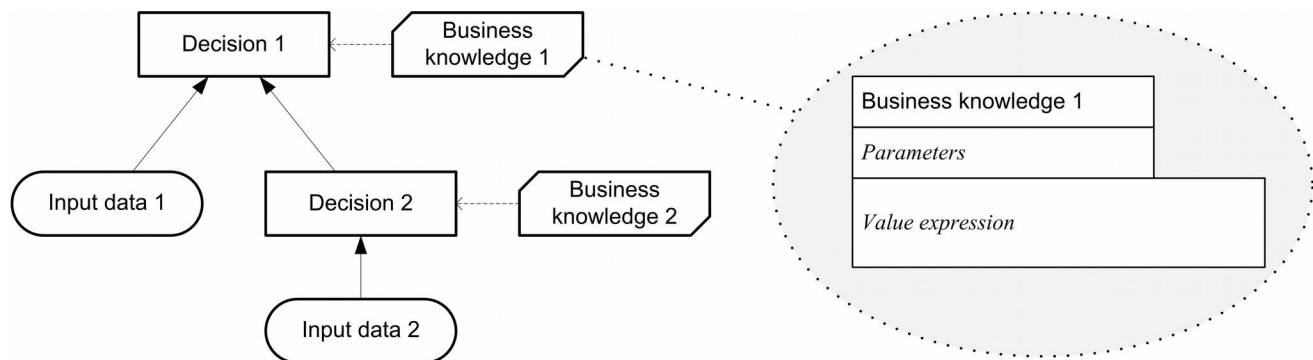 Decision 1
Business
knowledge 1
Input data 1
Decision 2
Business
knowledge 2
Input data 2
Business knowledge 1
Parameters
Value expression